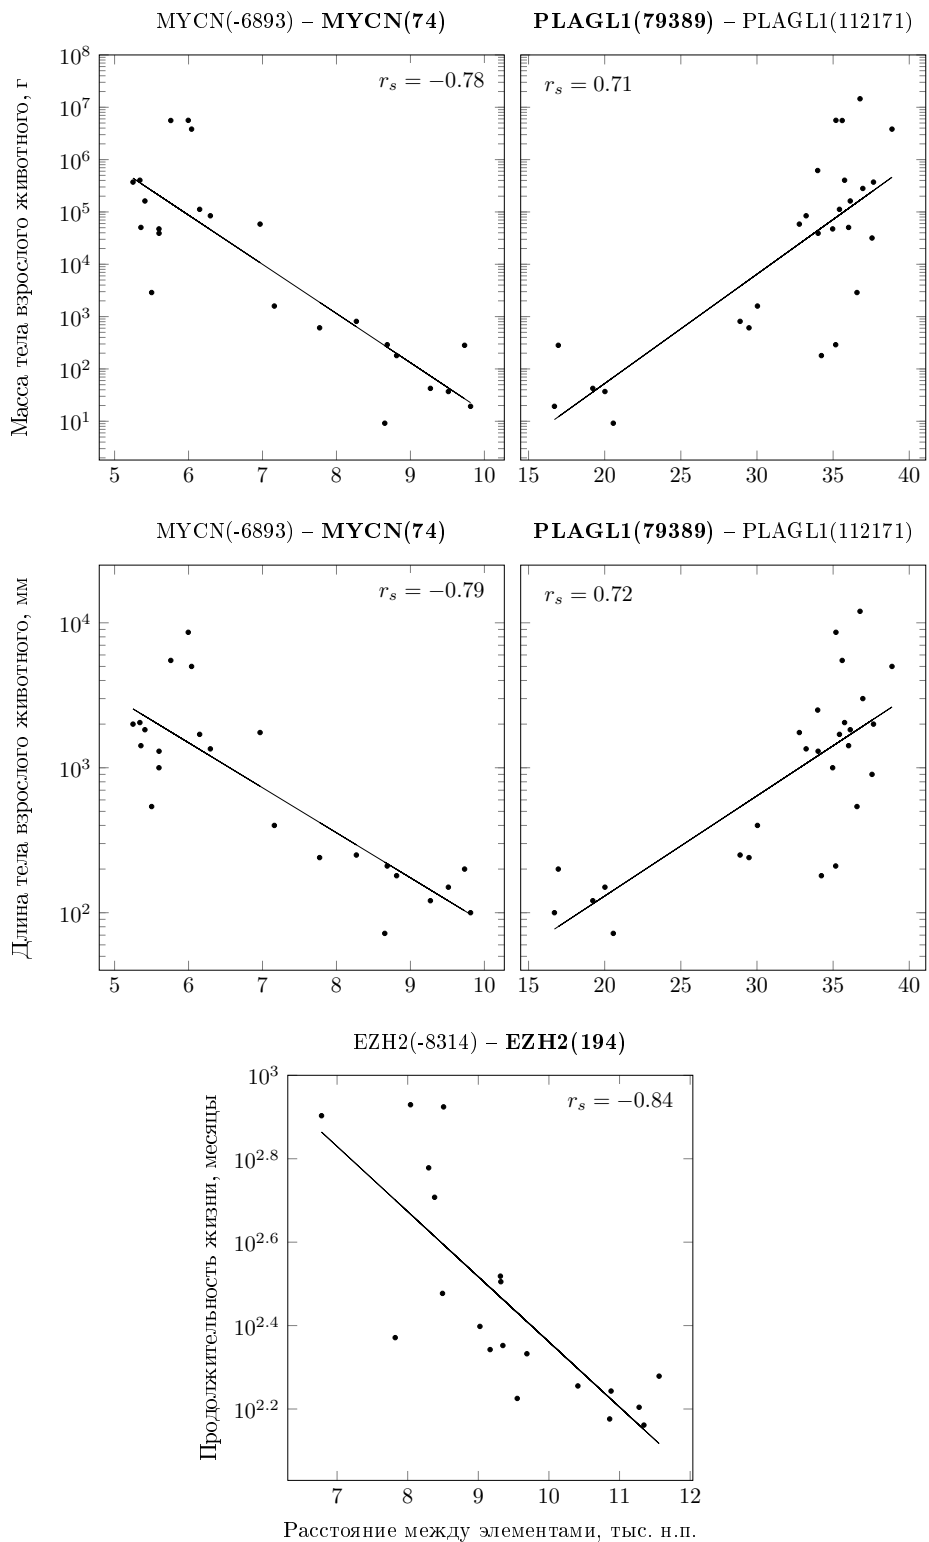 MYCN(-6893) – MYCN(74)
PLAGL1(79389) – PLAGL1(112171)
Масса тела взрослого животного, г
10^8
10^7
10^6
10^5
10^4
10^3
10^2
10^1
r_s = −0.78
r_s = 0.71
5 6 7 8 9 10
15 20 25 30 35 40
MYCN(-6893) – MYCN(74)
PLAGL1(79389) – PLAGL1(112171)
Длина тела взрослого животного, мм
10^4
10^3
10^2
r_s = −0.79
r_s = 0.72
5 6 7 8 9 10
15 20 25 30 35 40
EZH2(-8314) – EZH2(194)
Продолжительность жизни, месяцы
10^3
10^2.8
10^2.6
10^2.4
10^2.2
r_s = −0.84
7 8 9 10 11 12
Расстояние между элементами, тыс. н.п.